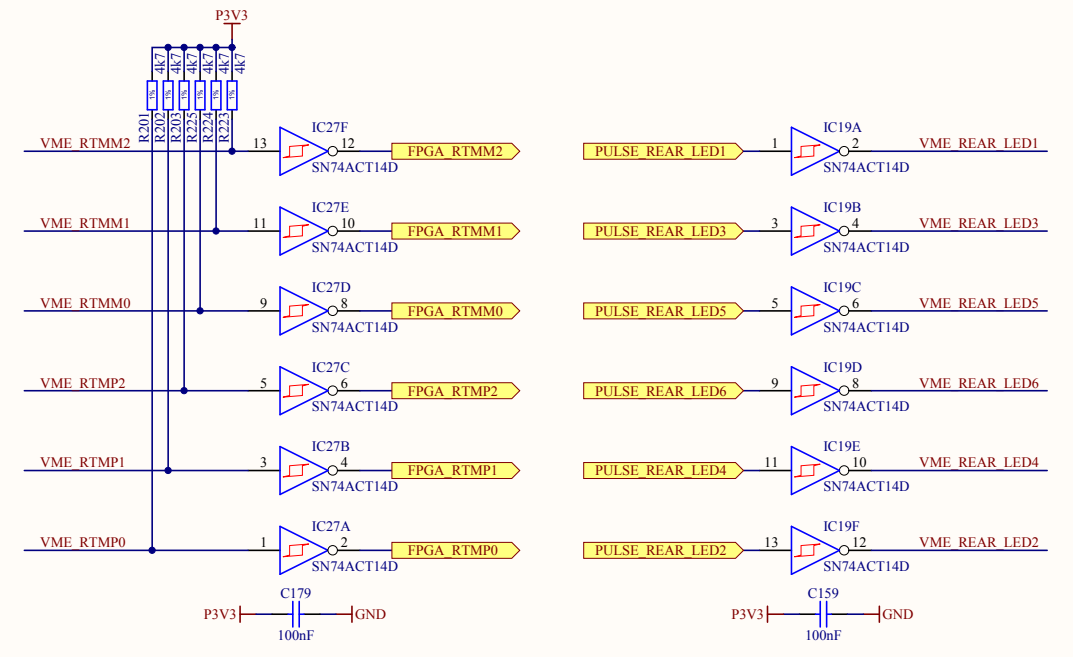 P3V3
4k7 4k7 4k7 4k7 4k7 4k7
1% 1% 1% 1% 1% 1%
R201 R202 R203 R225 R224 R223
VME_RTMM2 13 IC27F 12 SN74ACT14D FPGA_RTMM2
PULSE_REAR_LED1 1 IC19A 2 SN74ACT14D VME_REAR_LED1
VME_RTMM1 11 IC27E 10 SN74ACT14D FPGA_RTMM1
PULSE_REAR_LED3 3 IC19B 4 SN74ACT14D VME_REAR_LED3
VME_RTMM0 9 IC27D 8 SN74ACT14D FPGA_RTMM0
PULSE_REAR_LED5 5 IC19C 6 SN74ACT14D VME_REAR_LED5
VME_RTMP2 5 IC27C 6 SN74ACT14D FPGA_RTMP2
PULSE_REAR_LED6 9 IC19D 8 SN74ACT14D VME_REAR_LED6
VME_RTMP1 3 IC27B 4 SN74ACT14D FPGA_RTMP1
PULSE_REAR_LED4 11 IC19E 10 SN74ACT14D VME_REAR_LED4
VME_RTMP0 1 IC27A 2 SN74ACT14D FPGA_RTMP0
PULSE_REAR_LED2 13 IC19F 12 SN74ACT14D VME_REAR_LED2
C179
P3V3 GND
100nF
C159
P3V3 GND
100nF